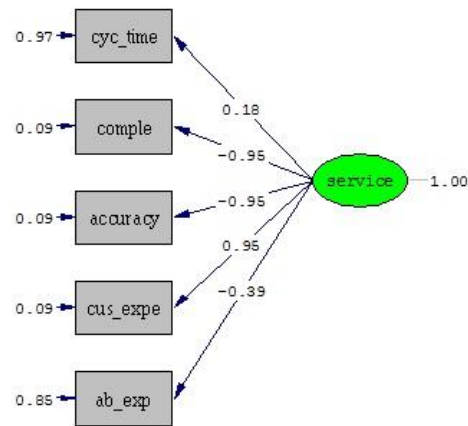 0.97 cyc_time
0.18
0.09 comple
-0.95
service 1.00
0.09 accuracy
-0.95
0.95
0.09 cus_expe
-0.39
0.85 ab_exp